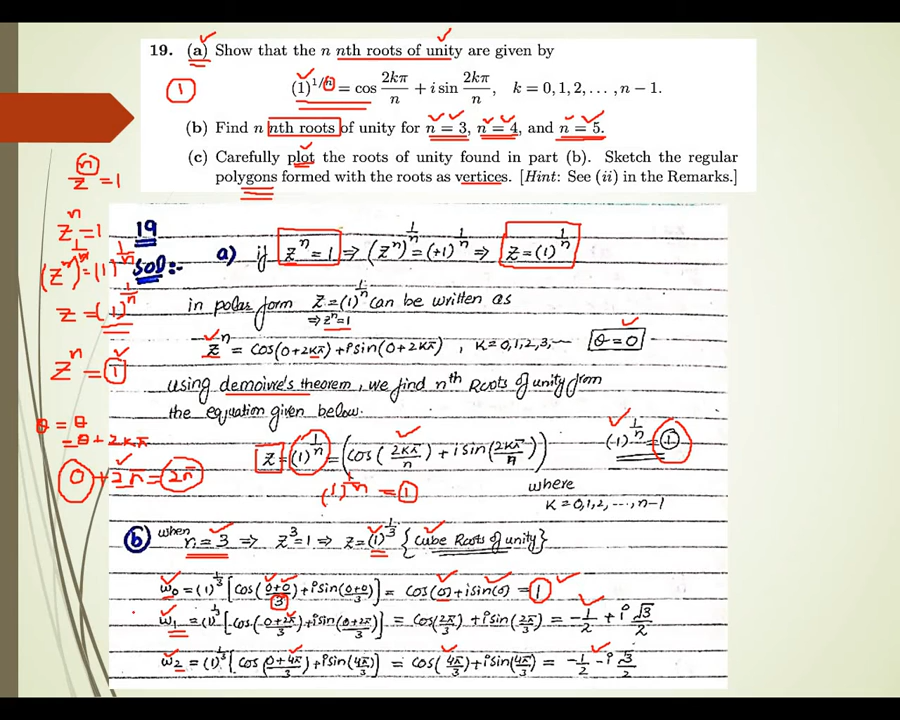 19. (a) Show that the n nth roots of unity are given by
(1)^{1/n} = cos 2kπ/n + i sin 2kπ/n, k = 0, 1, 2, . . . , n − 1.
1
(b) Find n nth roots of unity for n = 3, n = 4, and n = 5.
(c) Carefully plot the roots of unity found in part (b). Sketch the regular
polygons formed with the roots as vertices. [Hint: See (ii) in the Remarks.]
z^n = 1
z^n = 1
(z^n)^{1/n} = (1)^{1/n}
z = (1)^{1/n}
z^n = 1
θ = θ
= θ + 2kπ
0 + 2π = 2π
19
Sol:-
a) if z^n = 1 ⇒ (z^n)^{1/n} = (+1)^{1/n} ⇒ z = (1)^{1/n}
in polar form z = (1)^{1/n} can be written as
⇒ z^n = 1
z^n = cos(0+2kπ) + i sin(0+2kπ) , k = 0,1,2,3,--- θ = 0
using demoivre's theorem, we find nth Roots of unity from
the equation given below.
z = (1)^{1/n} = (cos(2kπ/n) + i sin(2kπ/n)) (1)^{1/n} = 1
(1)^{1/n} = 1
where
k = 0,1,2,---,n-1
b) when n = 3 ⇒ z^3 = 1 ⇒ z = (1)^{1/3} {Cube Roots of unity}
ω0 = (1)^{1/3} [cos(0+0/3) + i sin(0+0/3)] = cos(0) + i sin(0) = 1
ω1 = (1)^{1/3} [cos(0+2π/3) + i sin(0+2π/3)] = cos(2π/3) + i sin(2π/3) = -1/2 + i √3/2
ω2 = (1)^{1/3} [cos(0+4π/3) + i sin(4π/3)] = cos(4π/3) + i sin(4π/3) = -1/2 - i √3/2